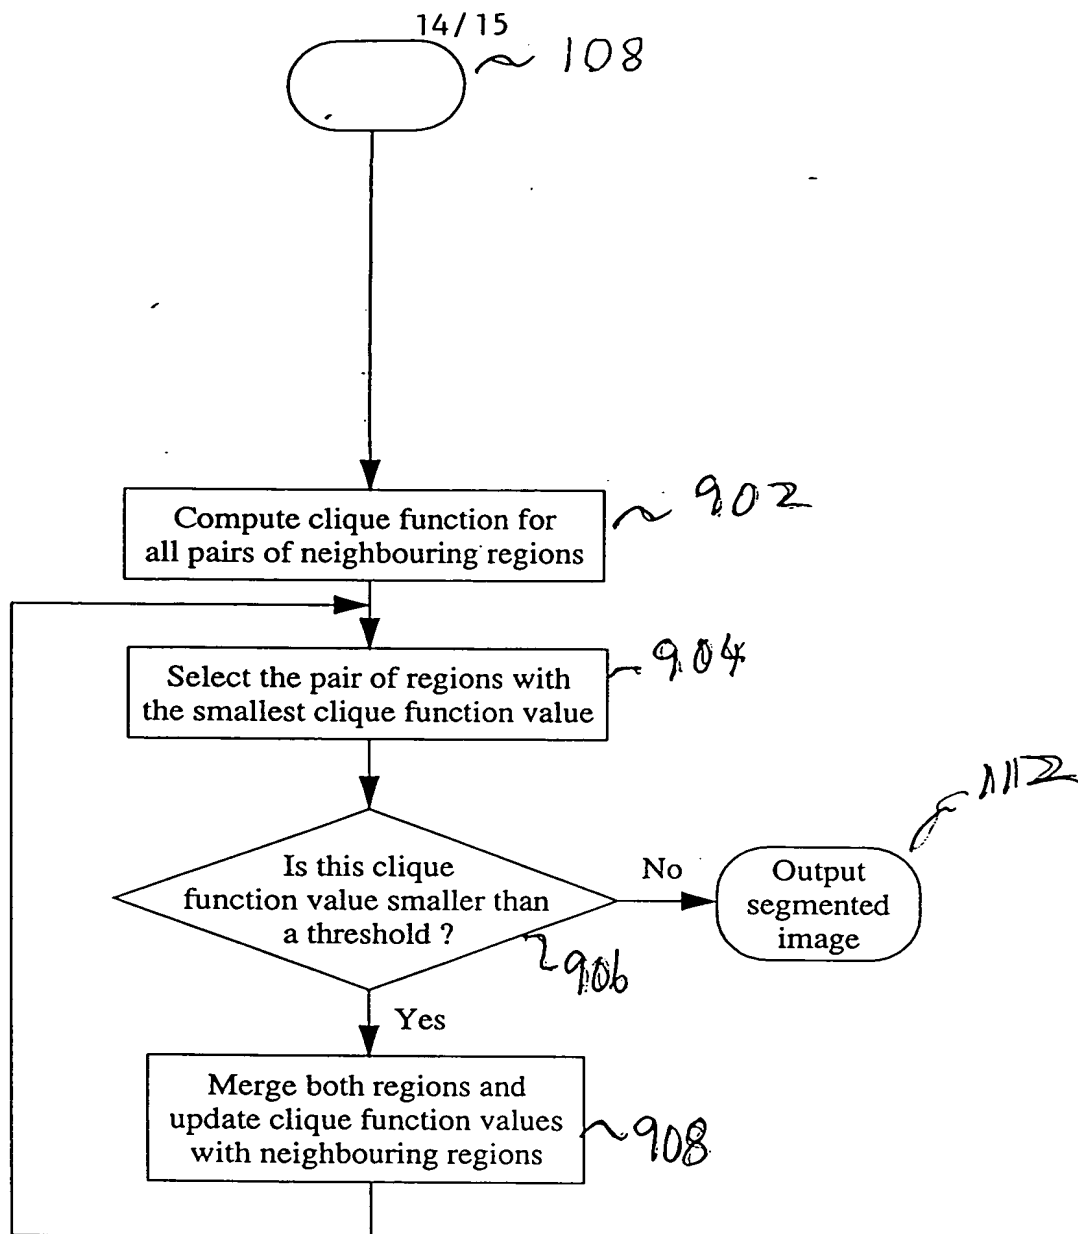 14/15
108
Compute clique function for
all pairs of neighbouring regions
902
Select the pair of regions with
the smallest clique function value
904
Is this clique
function value smaller than
a threshold ?
906
No
Output
segmented
image
1112
Yes
Merge both regions and
update clique function values
with neighbouring regions
908